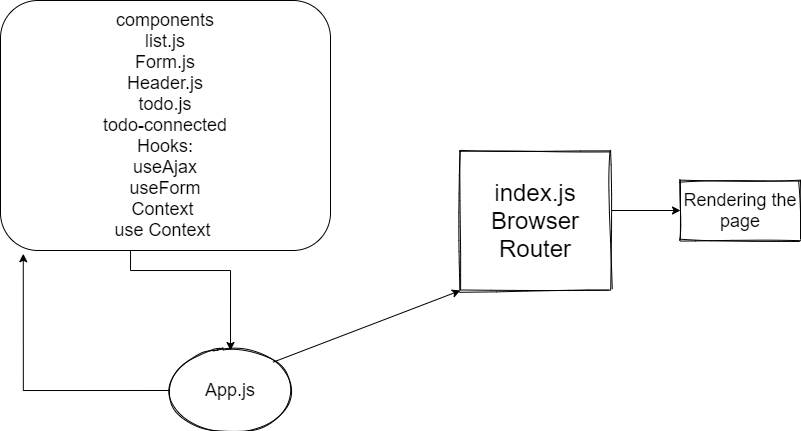 components
list.js
Form.js
Header.js
todo.js
todo-connected
Hooks:
useAjax
useForm
Context
use Context
index.js
Browser
Router
Rendering the
page
App.js